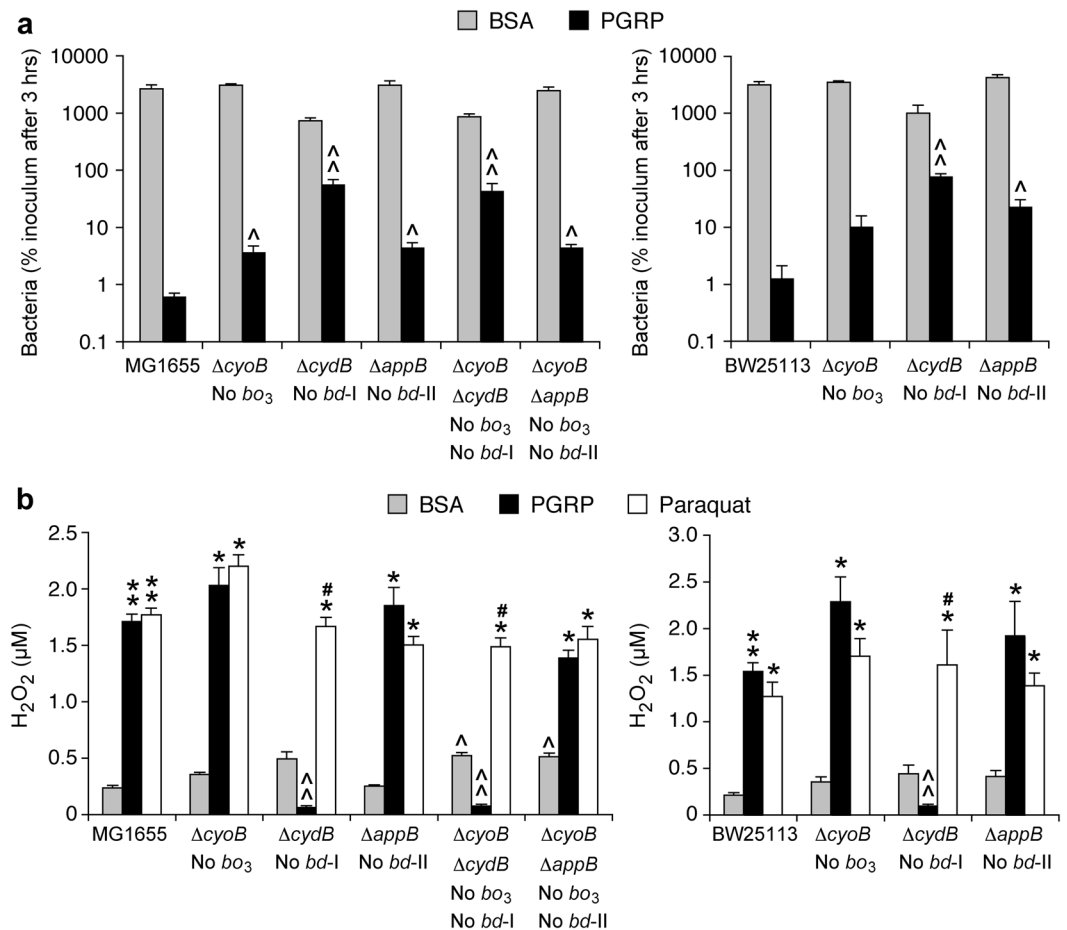 a
BSA PGRP
Bacteria (% inoculum after 3 hrs)
10000
1000
100
10
1
0.1
^
^
^
^
^
^
^
MG1655 ΔcyoB ΔcydB ΔappB ΔcyoB ΔcyoB
No bo3 No bd-I No bd-II ΔcydB ΔappB
No bo3 No bo3
No bd-I No bd-II
Bacteria (% inoculum after 3 hrs)
10000
1000
100
10
1
0.1
^
^
^
BW25113 ΔcyoB ΔcydB ΔappB
No bo3 No bd-I No bd-II
b
BSA PGRP Paraquat
H2O2 (µM)
2.5
2.0
1.5
1.0
0.5
0
* * * * * * # * ^ ^ * * ^ # * ^ ^ ^ * *
MG1655 ΔcyoB ΔcydB ΔappB ΔcyoB ΔcyoB
No bo3 No bd-I No bd-II ΔcydB ΔappB
No bo3 No bo3
No bd-I No bd-II
H2O2 (µM)
3.0
2.5
2.0
1.5
1.0
0.5
0
* * * * * # * ^ ^ * *
BW25113 ΔcyoB ΔcydB ΔappB
No bo3 No bd-I No bd-II